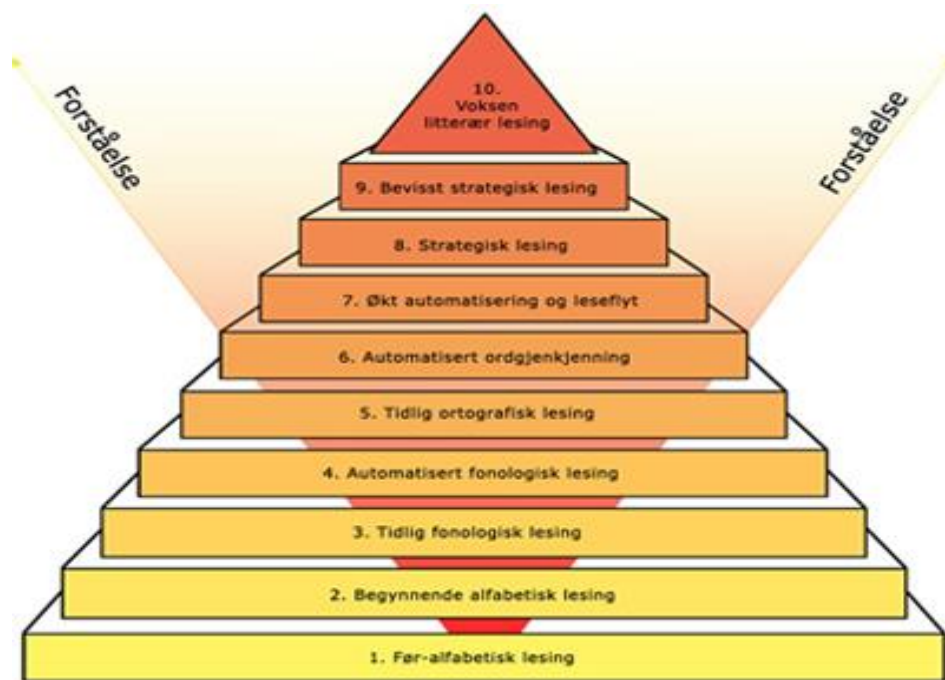 10.
Voksen
litterær lesing
Forståelse
Forståelse
9. Bevisst strategisk lesing
8. Strategisk lesing
7. Økt automatisering og leseflyt
6. Automatisert ordgjenkjenning
5. Tidlig ortografisk lesing
4. Automatisert fonologisk lesing
3. Tidlig fonologisk lesing
2. Begynnende alfabetisk lesing
1. Før-alfabetisk lesing